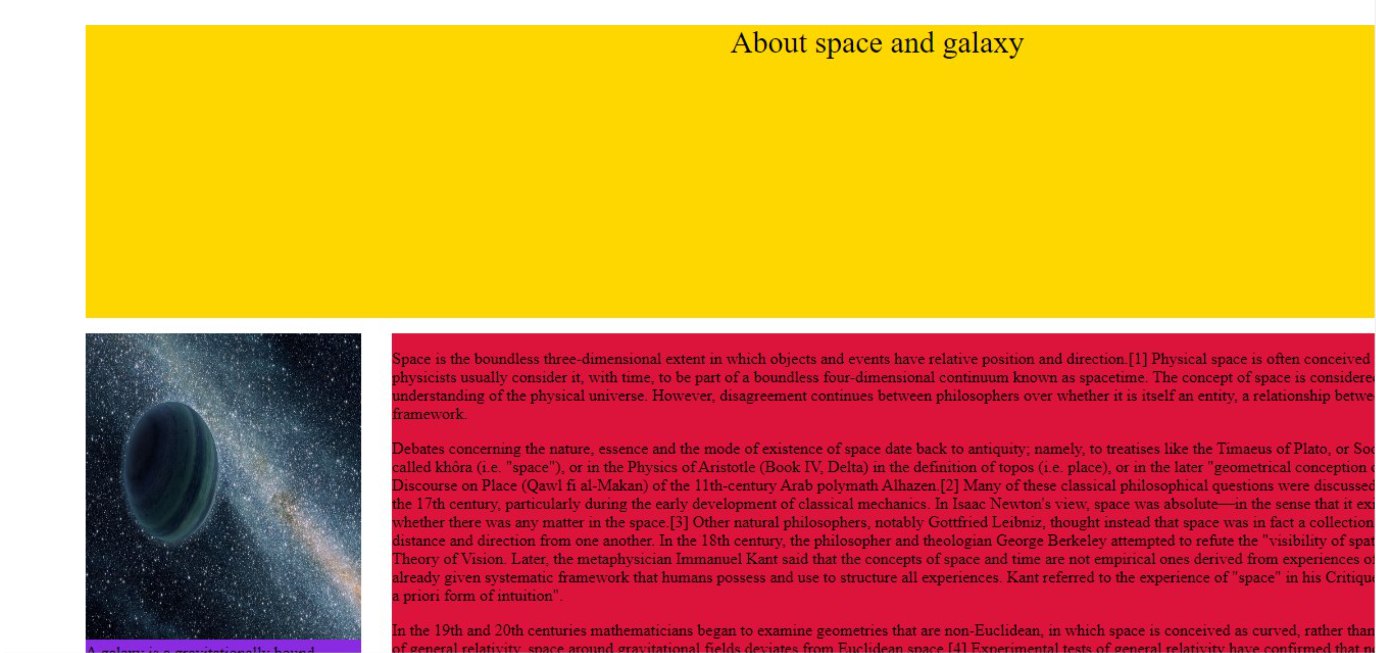 About space and galaxy
Space is the boundless three-dimensional extent in which objects and events have relative position and direction.[1] Physical space is often conceived
physicists usually consider it, with time, to be part of a boundless four-dimensional continuum known as spacetime. The concept of space is considere
understanding of the physical universe. However, disagreement continues between philosophers over whether it is itself an entity, a relationship betwe
framework.
Debates concerning the nature, essence and the mode of existence of space date back to antiquity; namely, to treatises like the Timaeus of Plato, or Soc
called khôra (i.e. "space"), or in the Physics of Aristotle (Book IV, Delta) in the definition of topos (i.e. place), or in the later "geometrical conception
Discourse on Place (Qawl fi al-Makan) of the 11th-century Arab polymath Alhazen.[2] Many of these classical philosophical questions were discussed
the 17th century, particularly during the early development of classical mechanics. In Isaac Newton's view, space was absolute—in the sense that it exi
whether there was any matter in the space.[3] Other natural philosophers, notably Gottfried Leibniz, thought instead that space was in fact a collection
distance and direction from one another. In the 18th century, the philosopher and theologian George Berkeley attempted to refute the "visibility of spat
Theory of Vision. Later, the metaphysician Immanuel Kant said that the concepts of space and time are not empirical ones derived from experiences o
already given systematic framework that humans possess and use to structure all experiences. Kant referred to the experience of "space" in his Critique
a priori form of intuition".
In the 19th and 20th centuries mathematicians began to examine geometries that are non-Euclidean, in which space is conceived as curved, rather than
of general relativity, space around gravitational fields deviates from Euclidean space.[4] Experimental tests of general relativity have confirmed that
A galaxy is a gravitationally bound